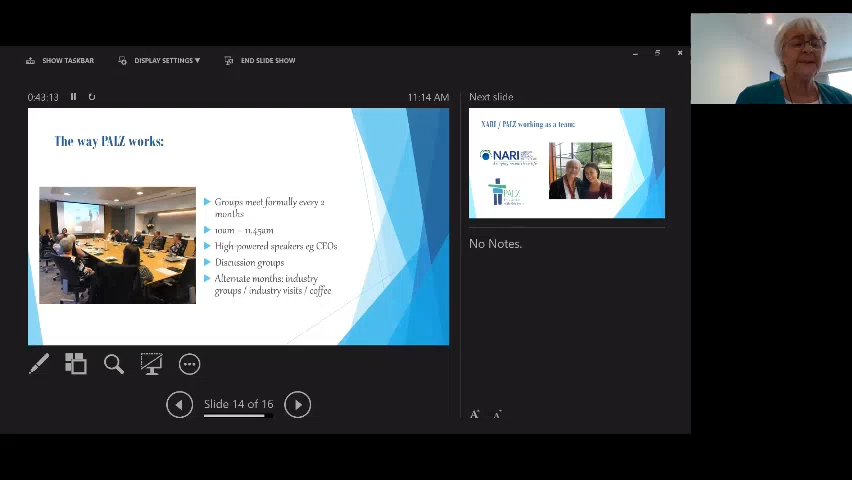 SHOW TASKBAR
DISPLAY SETTINGS ▼
END SLIDE SHOW
0:43:13
11:14 AM
The way PALZ works:
Groups meet formally every 2
months
10am – 11.45am
High-powered speakers eg CEOs
Discussion groups
Alternate months: industry
groups / industry visits / coffee
Slide 14 of 16
Next slide
NARI / PALZ working as a team:
NARI
PALZ
No Notes.
A
A